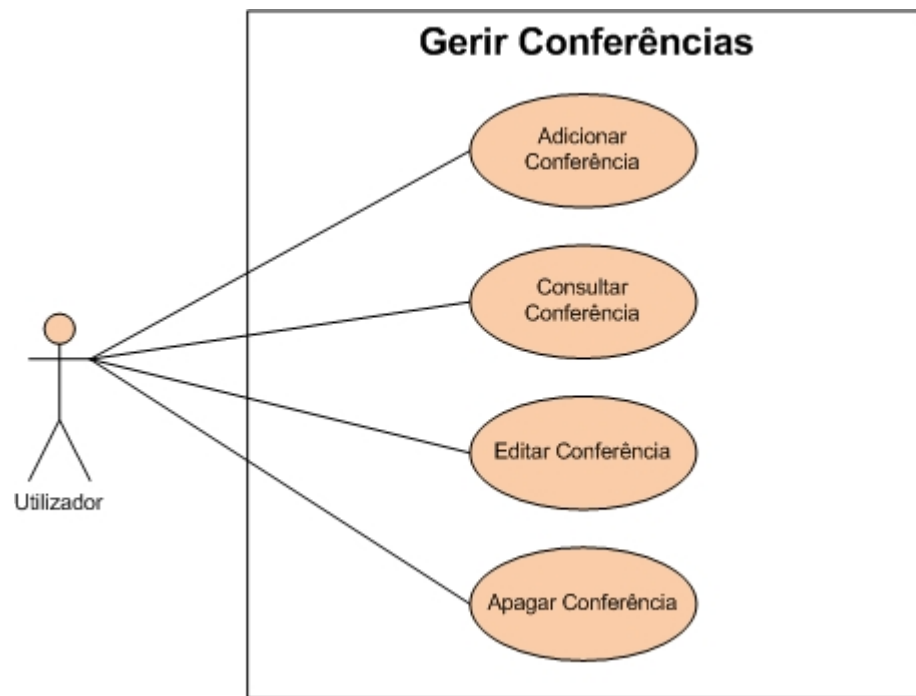 Gerir Conferências
Adicionar
Conferência
Consultar
Conferência
Editar Conferência
Utilizador
Apagar Conferência